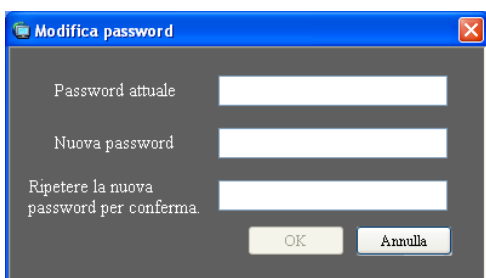 Modifica password
Password attuale
Nuova password
Ripetere la nuova
password per conferma.
OK
Annulla